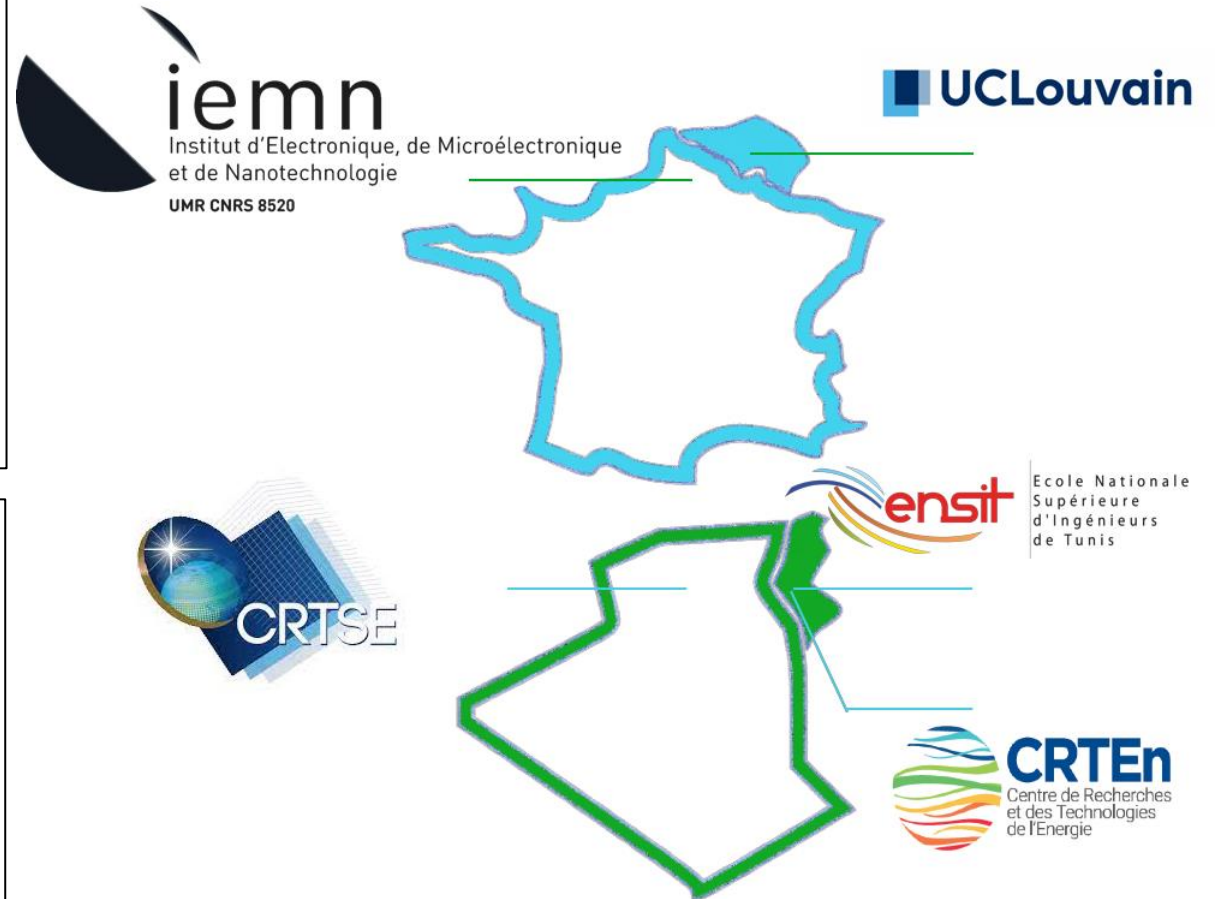 iemn
Institut d'Electronique, de Microélectronique
et de Nanotechnologie
UMR CNRS 8520
UCLouvain
ensit
Ecole Nationale
Supérieure
d'Ingénieurs
de Tunis
CRTSE
CRTEn
Centre de Recherches
et des Technologies
de l'Energie